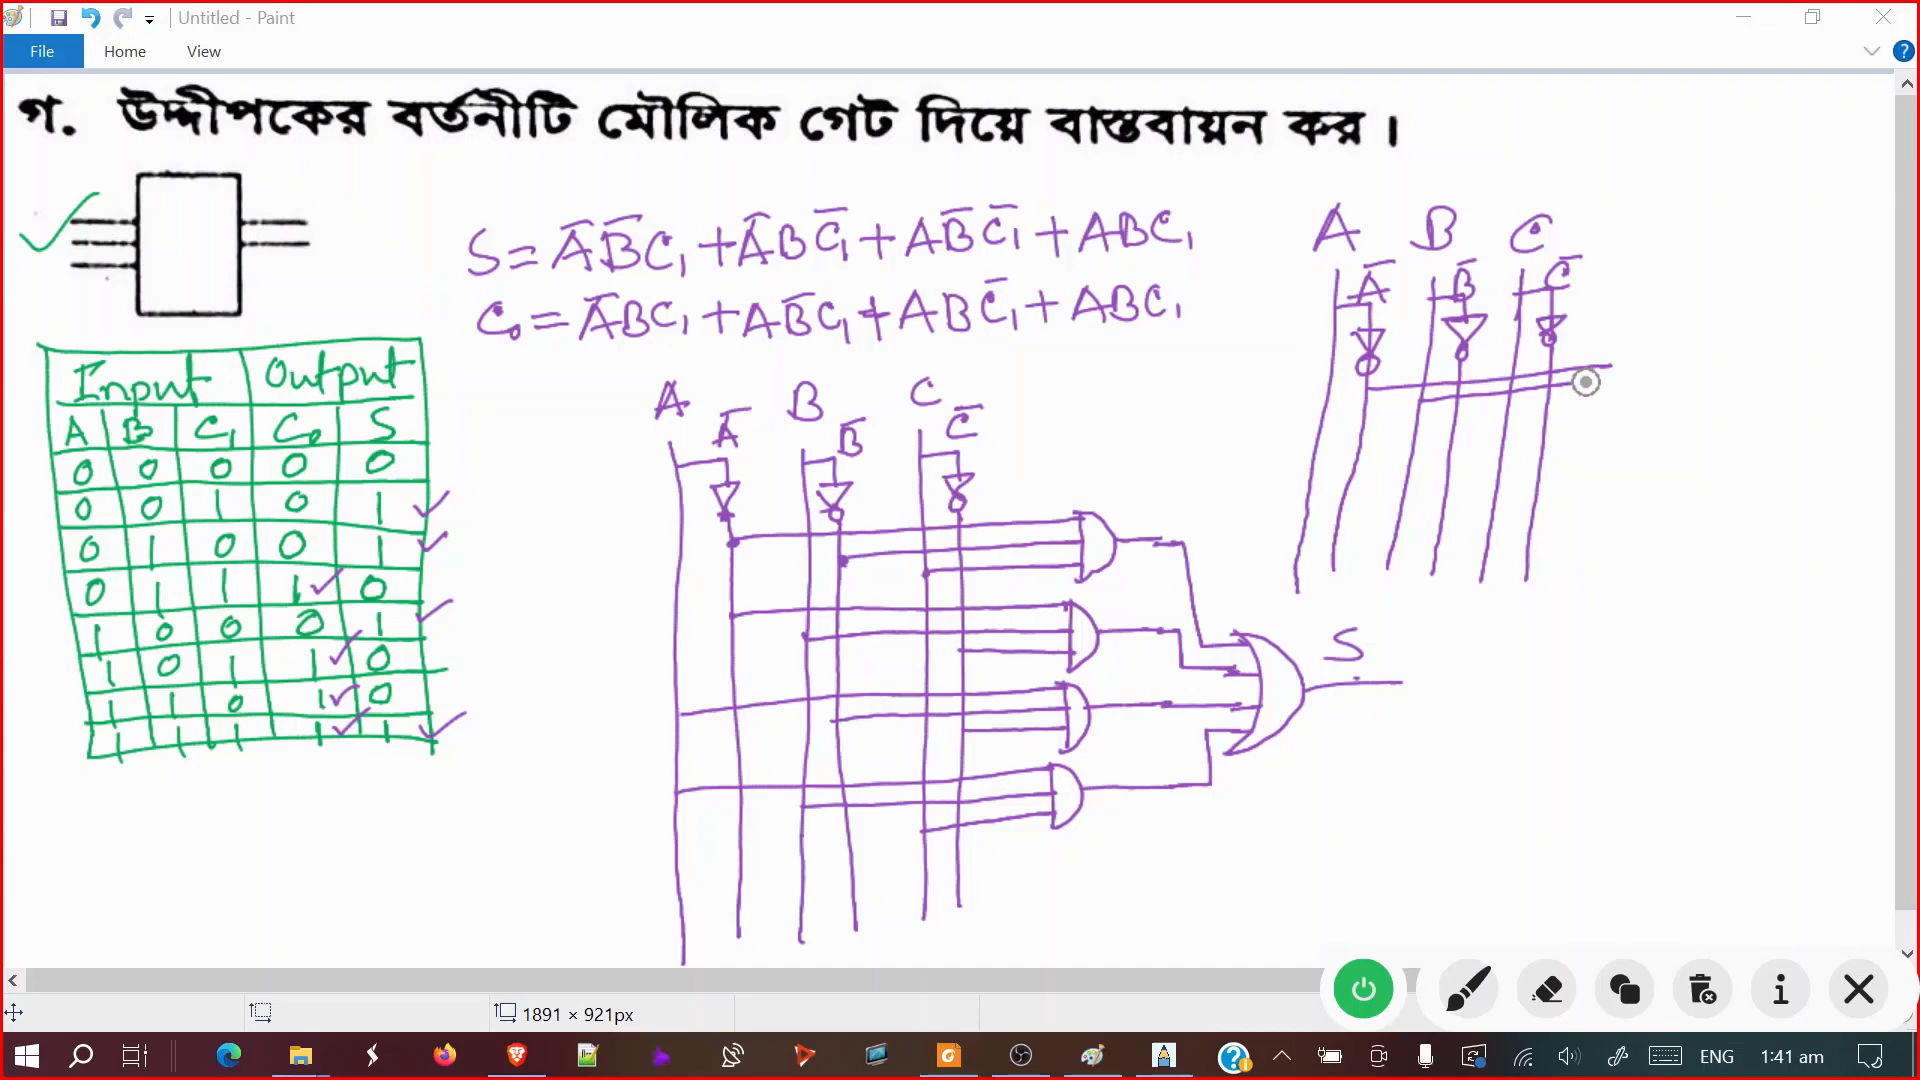 Untitled - Paint
File Home View
গ. উদ্দীপকের বর্তনীটি মৌলিক গেট দিয়ে বাস্তবায়ন কর।
S = A̅B̅C₁ + A̅BC̅₁ + AB̅C̅₁ + ABC₁
C₀ = A̅BC₁ + AB̅C₁ + ABC̅₁ + ABC₁
A B C
A̅ B̅ C̅
Input Output
A B C₁ C₀ S
0 0 0 0 0
0 0 1 0 1
0 1 0 0 1
0 1 1 1 0
1 0 0 0 1
1 0 1 1 0
1 1 0 1 0
1 1 1 1 1
A B C
A̅ B̅ C̅
S
1891 × 921px
ENG 1:41 am